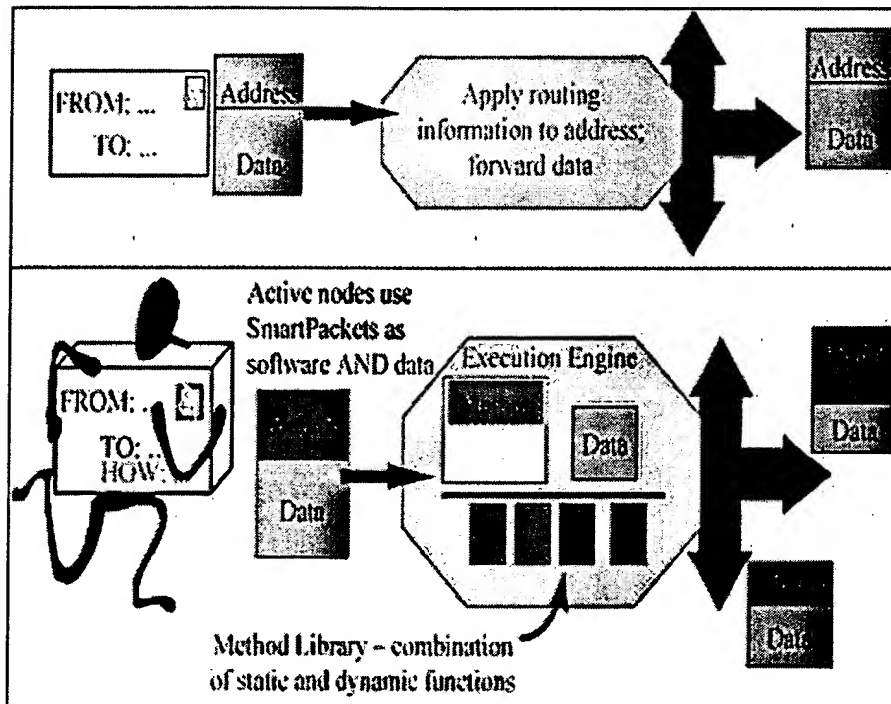 FROM: ...
TO: ...
Address
Data
Apply routing
information to address;
forward data
Address
Data
Active nodes use
SmartPackets as
software AND data
FROM: ..
TO: ..
HOW:
Data
Execution Engine
Data
Data
Data
Method Library – combination
of static and dynamic functions